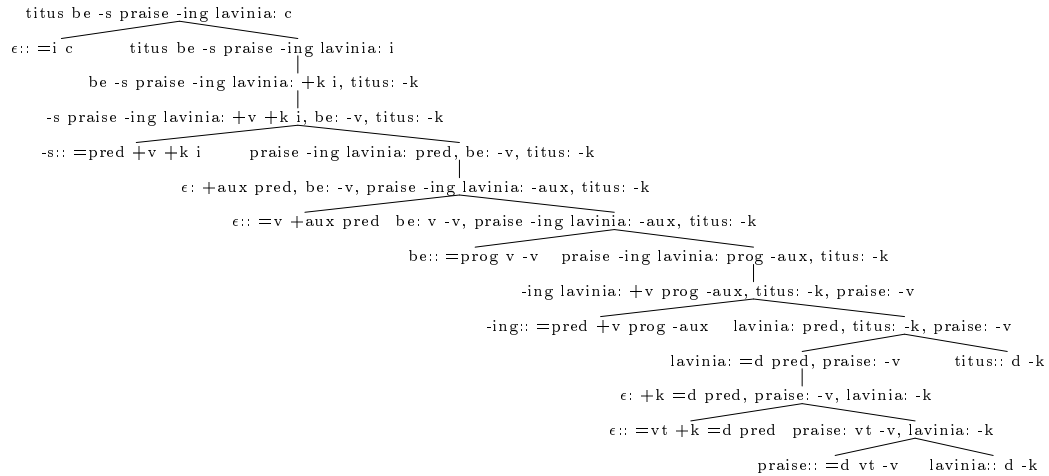 titus be -s praise -ing lavinia: c
ϵ:: =i c titus be -s praise -ing lavinia: i
be -s praise -ing lavinia: +k i, titus: -k
-s praise -ing lavinia: +v +k i, be: -v, titus: -k
-s:: =pred +v +k i praise -ing lavinia: pred, be: -v, titus: -k
ϵ: +aux pred, be: -v, praise -ing lavinia: -aux, titus: -k
ϵ:: =v +aux pred be: v -v, praise -ing lavinia: -aux, titus: -k
be:: =prog v -v praise -ing lavinia: prog -aux, titus: -k
-ing lavinia: +v prog -aux, titus: -k, praise: -v
-ing:: =pred +v prog -aux lavinia: pred, titus: -k, praise: -v
lavinia: =d pred, praise: -v titus:: d -k
ϵ: +k =d pred, praise: -v, lavinia: -k
ϵ:: =vt +k =d pred praise: vt -v, lavinia: -k
praise:: =d vt -v lavinia:: d -k